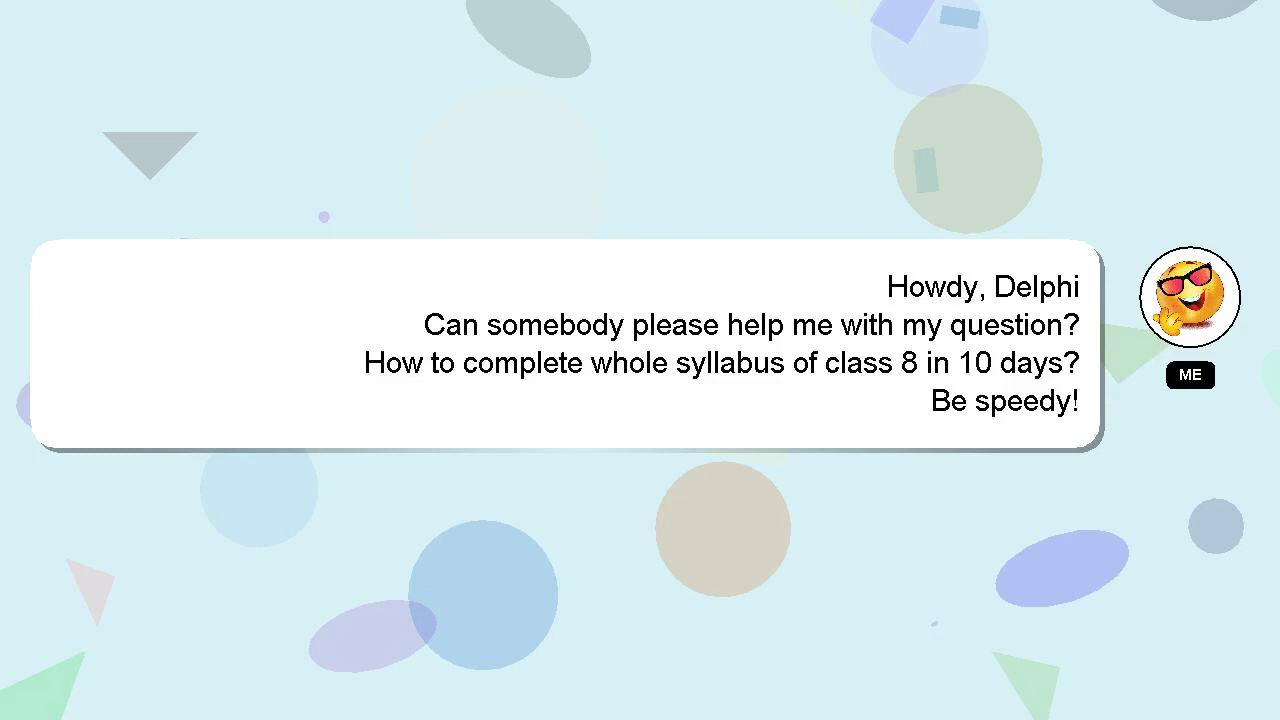 Howdy, Delphi
Can somebody please help me with my question?
How to complete whole syllabus of class 8 in 10 days?
Be speedy!
ME